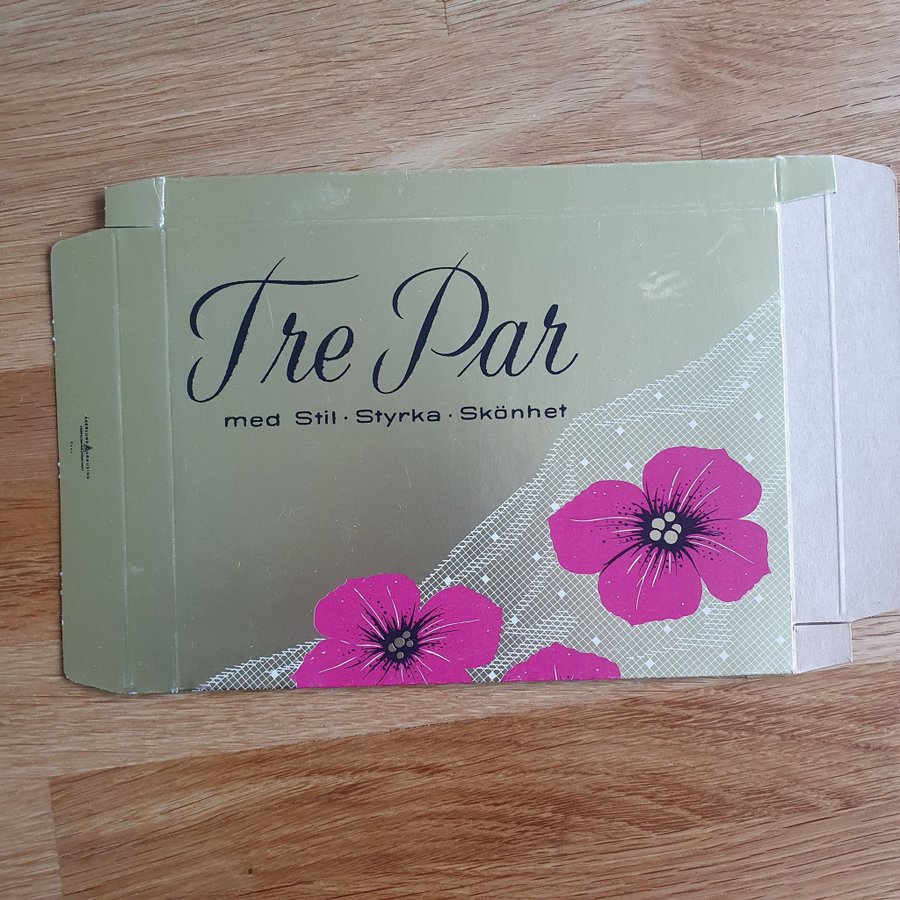 Tre Par
med Stil · Styrka · Skönhet